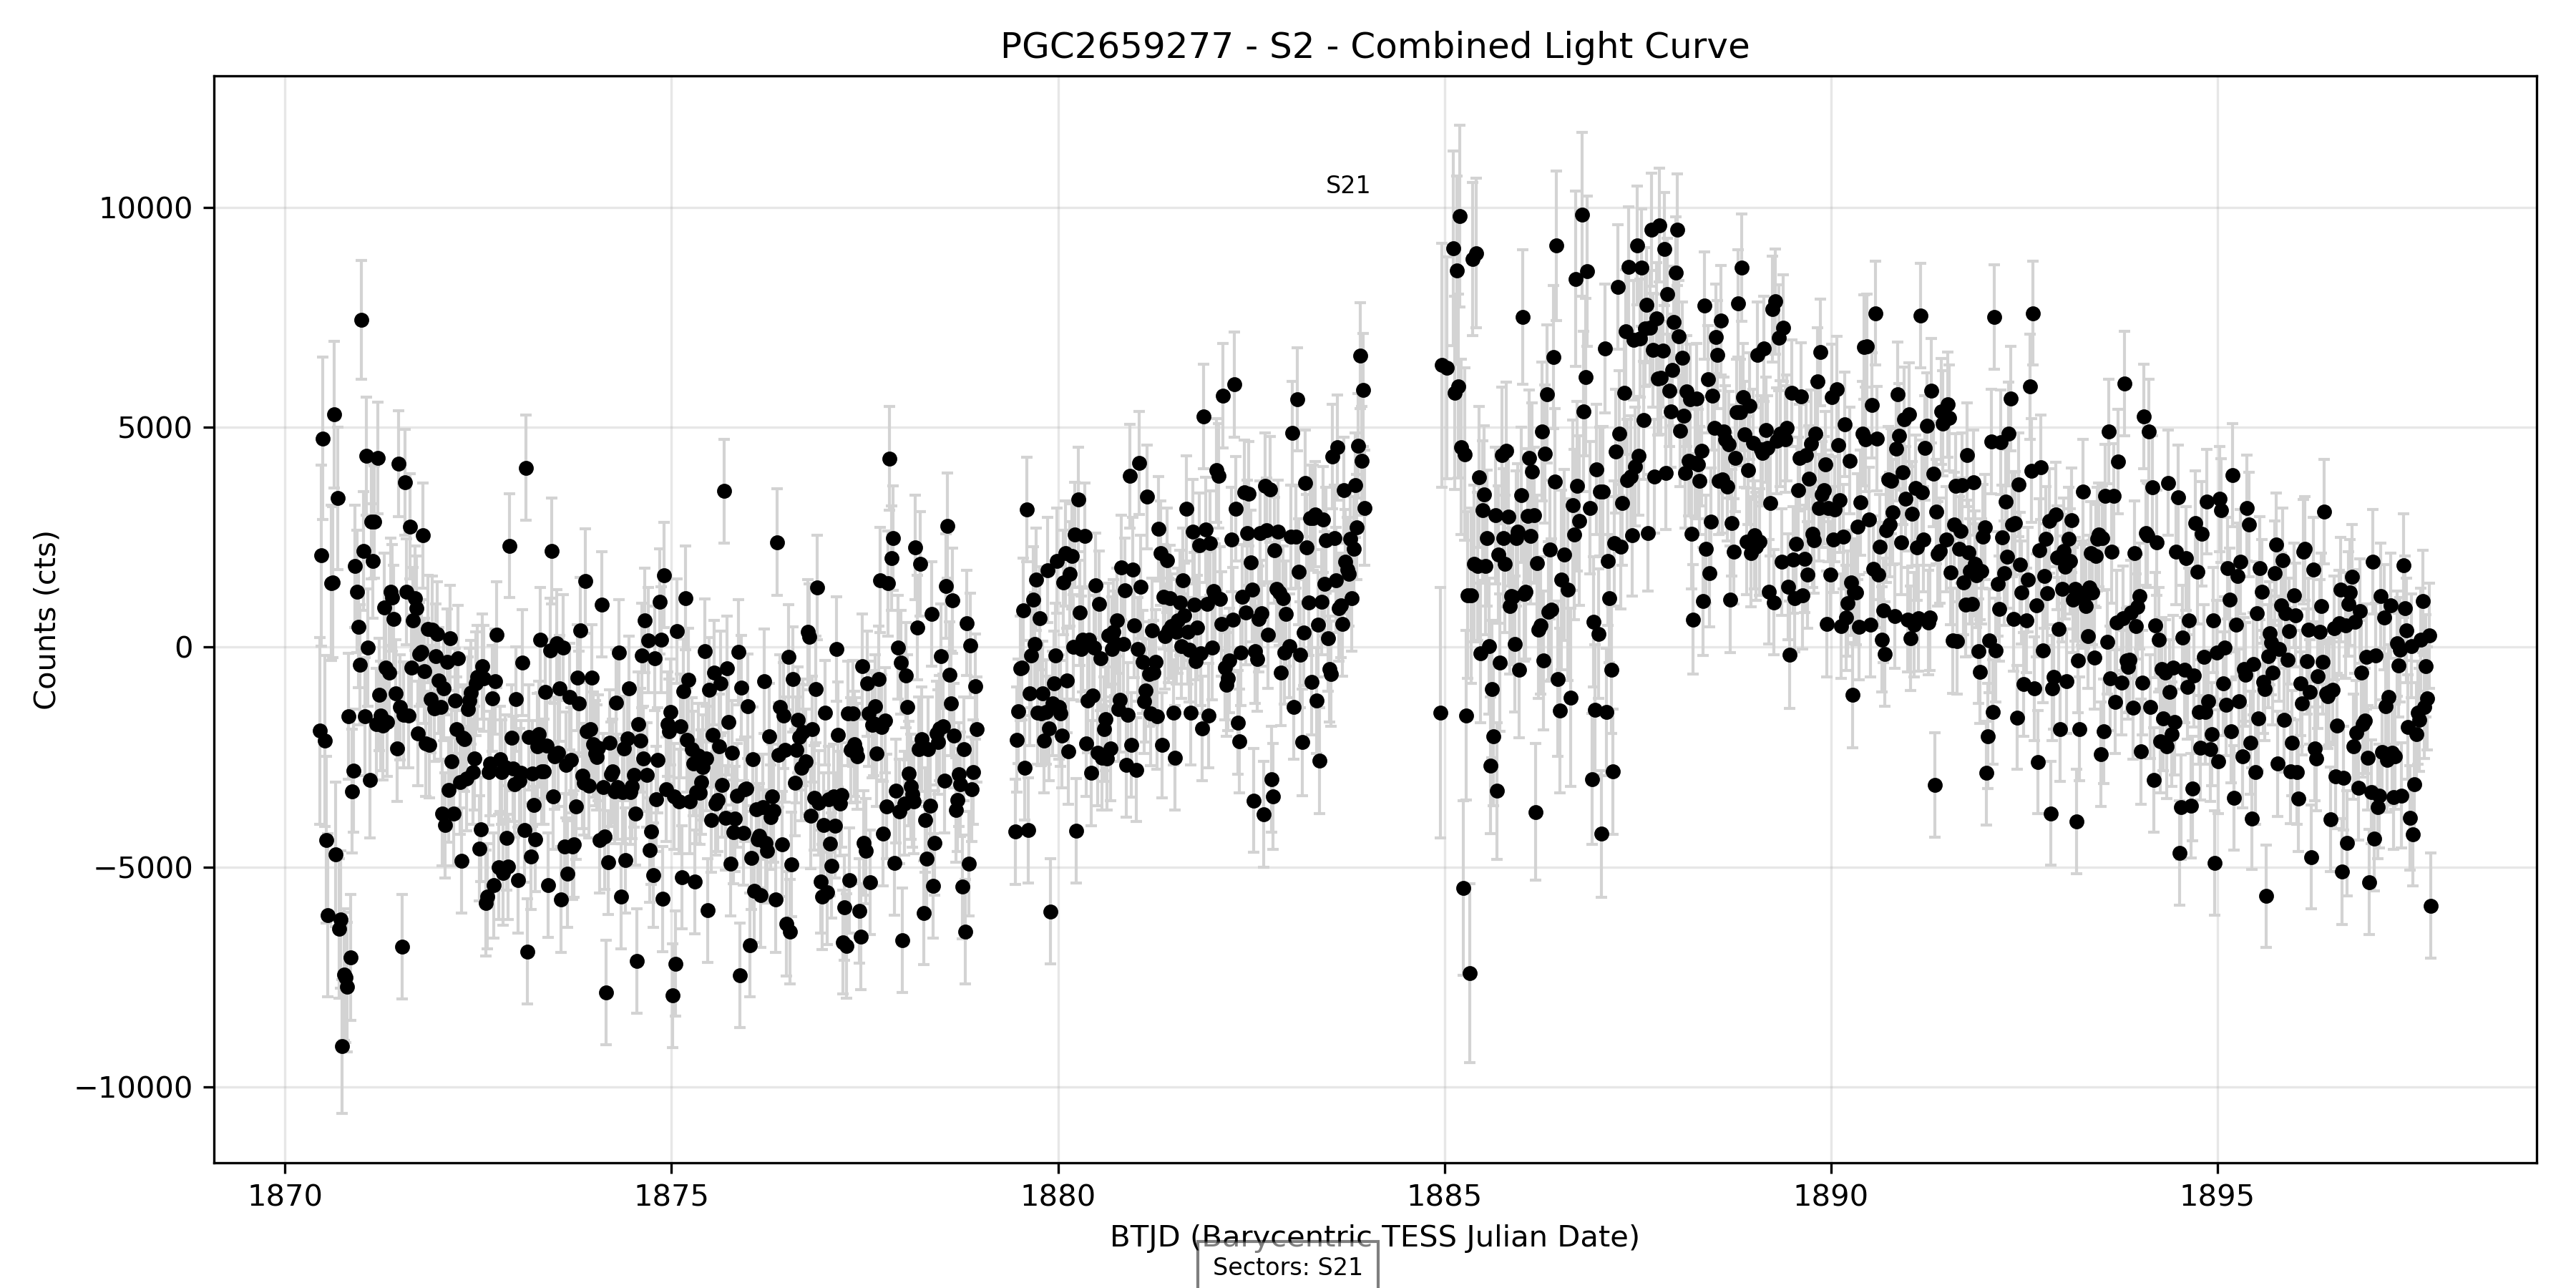 PGC2659277 - S2 - Combined Light Curve
S21
10000
5000
0
−5000
−10000
Counts (cts)
1870 1875 1880 1885 1890 1895
BTJD (Barycentric TESS Julian Date)
Sectors: S21